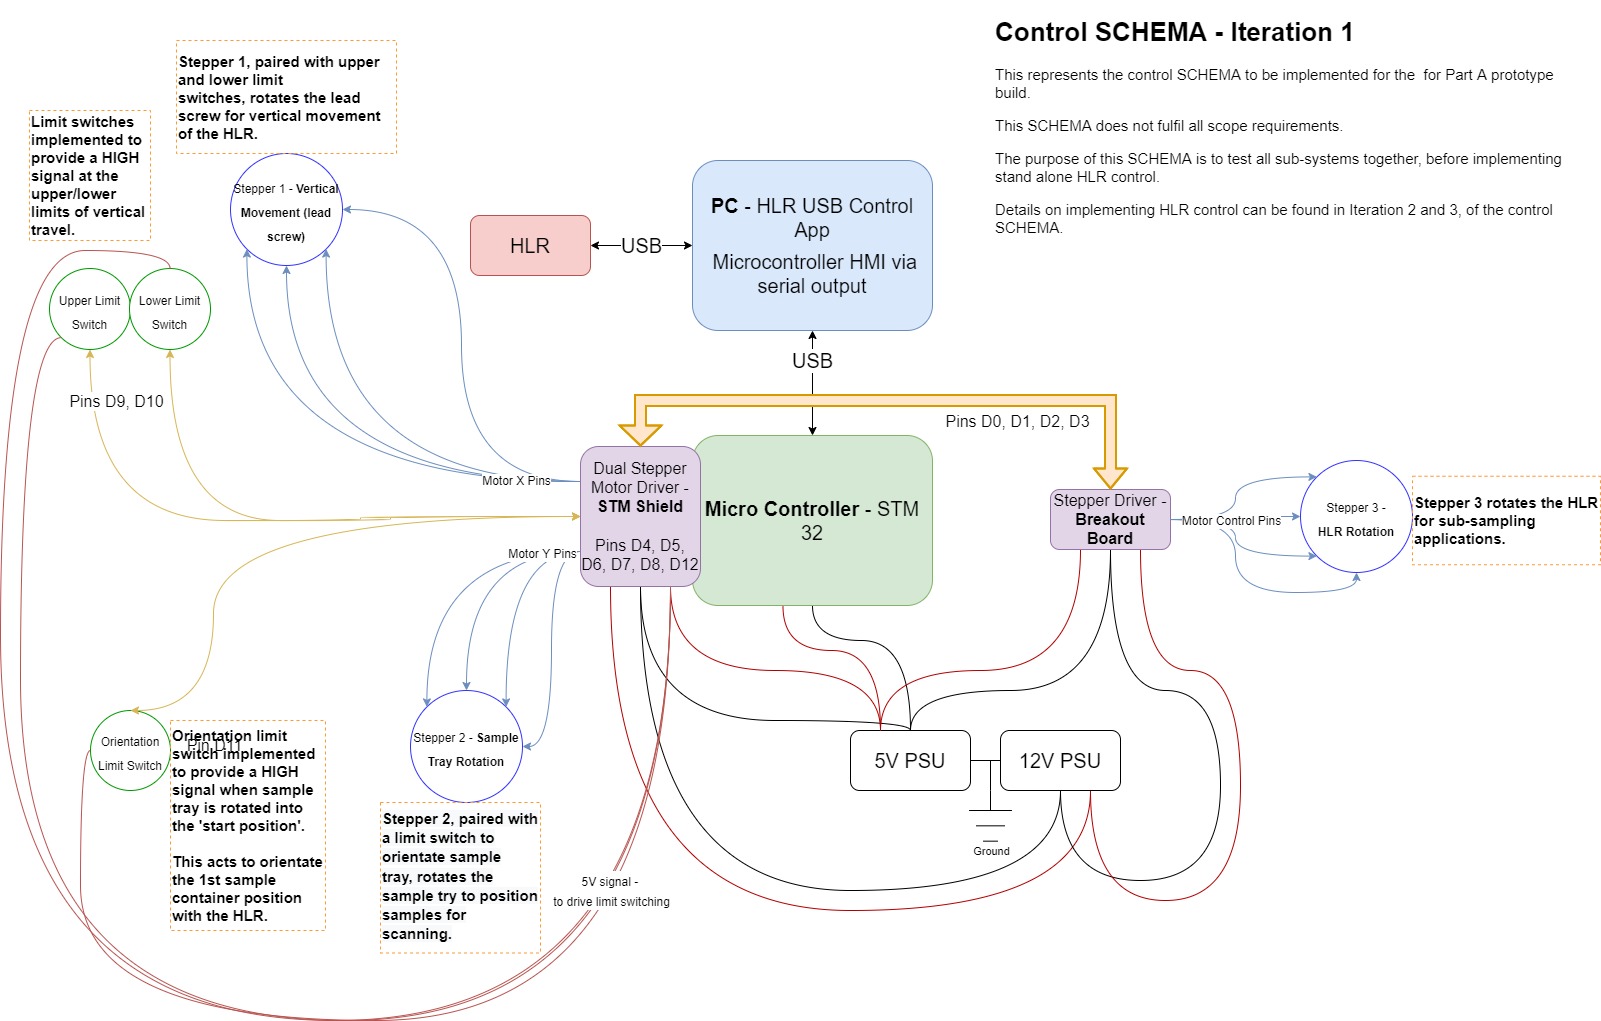 Control SCHEMA - Iteration 1
This represents the control SCHEMA to be implemented for the  for Part A prototype
build.
This SCHEMA does not fulfil all scope requirements.
The purpose of this SCHEMA is to test all sub-systems together, before implementing
stand alone HLR control.
Details on implementing HLR control can be found in Iteration 2 and 3, of the control
SCHEMA.
Stepper 1, paired with upper
and lower limit
switches, rotates the lead
screw for vertical movement
of the HLR.
Limit switches
implemented to
provide a HIGH
signal at the
upper/lower
limits of vertical
travel.
Stepper 1 - Vertical
Movement (lead
screw)
HLR
USB
PC - HLR USB Control
App
Microcontroller HMI via
serial output
Upper Limit
Switch
Lower Limit
Switch
USB
Pins D9, D10
Pins D0, D1, D2, D3
Motor X Pins
Dual Stepper
Motor Driver -
STM Shield
Pins D4, D5,
D6, D7, D8, D12
Micro Controller - STM
32
Stepper Driver -
Breakout
Board
Motor Control Pins
Stepper 3 -
HLR Rotation
Stepper 3 rotates the HLR
for sub-sampling
applications.
Motor Y Pins
Orientation
Limit Switch
Pin D11
Orientation limit
switch implemented
to provide a HIGH
signal when sample
tray is rotated into
the 'start position'.
This acts to orientate
the 1st sample
container position
with the HLR.
Stepper 2 - Sample
Tray Rotation
Stepper 2, paired with
a limit switch to
orientate sample
tray, rotates the
sample try to position
samples for
scanning.
5V PSU
12V PSU
Ground
5V signal -
to drive limit switching